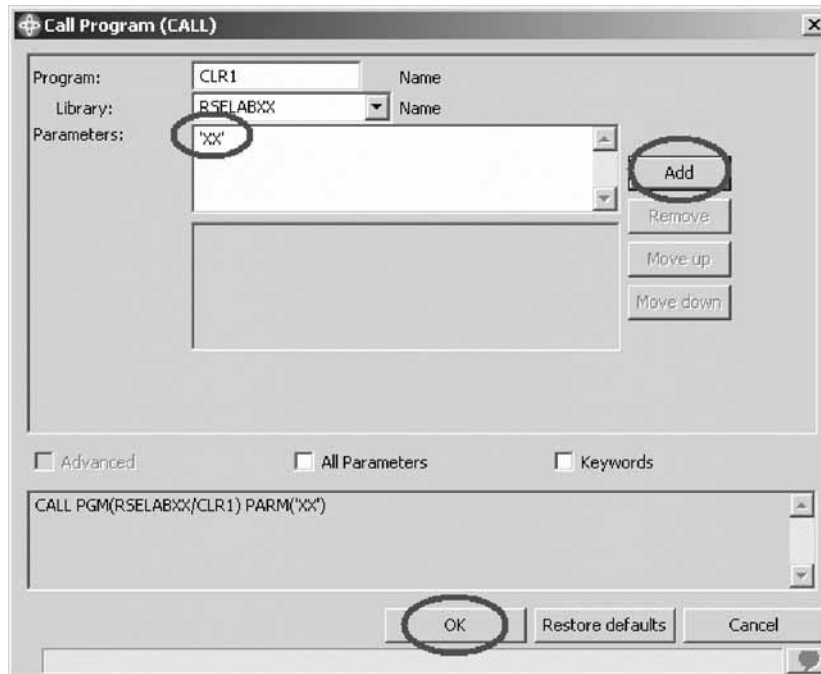 Call Program (CALL)
Program: CLR1 Name
Library: RSELABXX Name
Parameters: 'XX'
Add
Remove
Move up
Move down
Advanced All Parameters Keywords
CALL PGM(RSELABXX/CLR1) PARM('XX')
OK Restore defaults Cancel